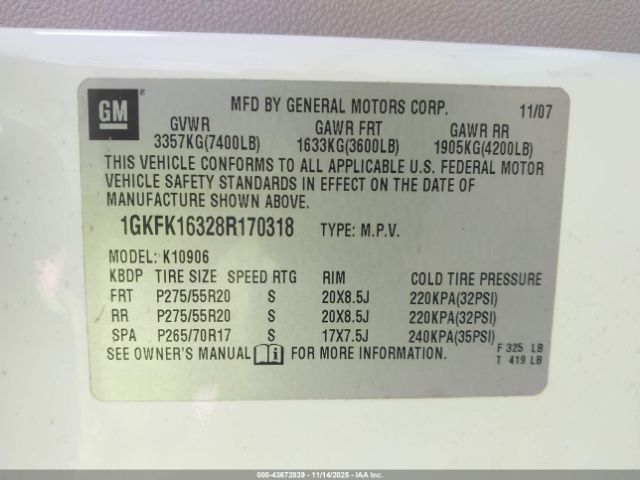 GM ® MFD BY GENERAL MOTORS CORP. 11/07
GVWR GAWR FRT GAWR RR
3357KG(7400LB) 1633KG(3600LB) 1905KG(4200LB)
THIS VEHICLE CONFORMS TO ALL APPLICABLE U.S. FEDERAL MOTOR
VEHICLE SAFETY STANDARDS IN EFFECT ON THE DATE OF
MANUFACTURE SHOWN ABOVE.
1GKFK16328R170318 TYPE: M.P.V.
MODEL: K10906
KBDP TIRE SIZE SPEED RTG RIM COLD TIRE PRESSURE
FRT P275/55R20 S 20X8.5J 220KPA(32PSI)
RR P275/55R20 S 20X8.5J 220KPA(32PSI)
SPA P265/70R17 S 17X7.5J 240KPA(35PSI)
SEE OWNER'S MANUAL FOR MORE INFORMATION.
F 325 LB
T 419 LB
000-43672839 - 11/14/2025 - IAA, Inc.